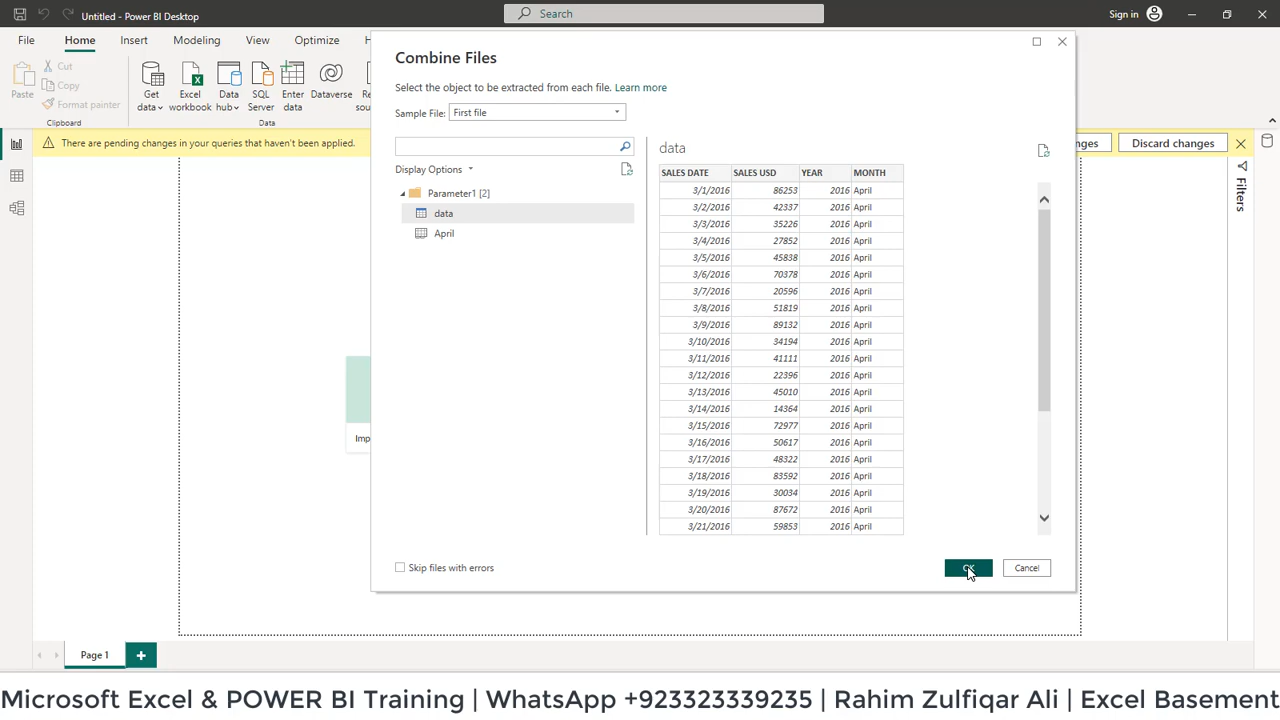 Untitled - Power BI Desktop
Search
Sign in
File Home Insert Modeling View Optimize H
Paste
Cut
Copy
Format painter
Clipboard
Get data
Excel workbook
Data hub
SQL Server
Enter data
Dataverse
Re
sou
Data
There are pending changes in your queries that haven't been applied.
nges
Discard changes
Filters
Imp
Combine Files
Select the object to be extracted from each file. Learn more
Sample File: First file
Display Options
Parameter1 [2]
data
April
data
SALES DATE SALES USD YEAR MONTH
3/1/2016 86253 2016 April
3/2/2016 42337 2016 April
3/3/2016 35226 2016 April
3/4/2016 27852 2016 April
3/5/2016 45838 2016 April
3/6/2016 70378 2016 April
3/7/2016 20596 2016 April
3/8/2016 51819 2016 April
3/9/2016 89132 2016 April
3/10/2016 34194 2016 April
3/11/2016 41111 2016 April
3/12/2016 22396 2016 April
3/13/2016 45010 2016 April
3/14/2016 14364 2016 April
3/15/2016 72977 2016 April
3/16/2016 50617 2016 April
3/17/2016 48322 2016 April
3/18/2016 83592 2016 April
3/19/2016 30034 2016 April
3/20/2016 87672 2016 April
3/21/2016 59853 2016 April
Skip files with errors
OK
Cancel
Page 1
Microsoft Excel & POWER BI Training | WhatsApp +923323339235 | Rahim Zulfiqar Ali | Excel Basement